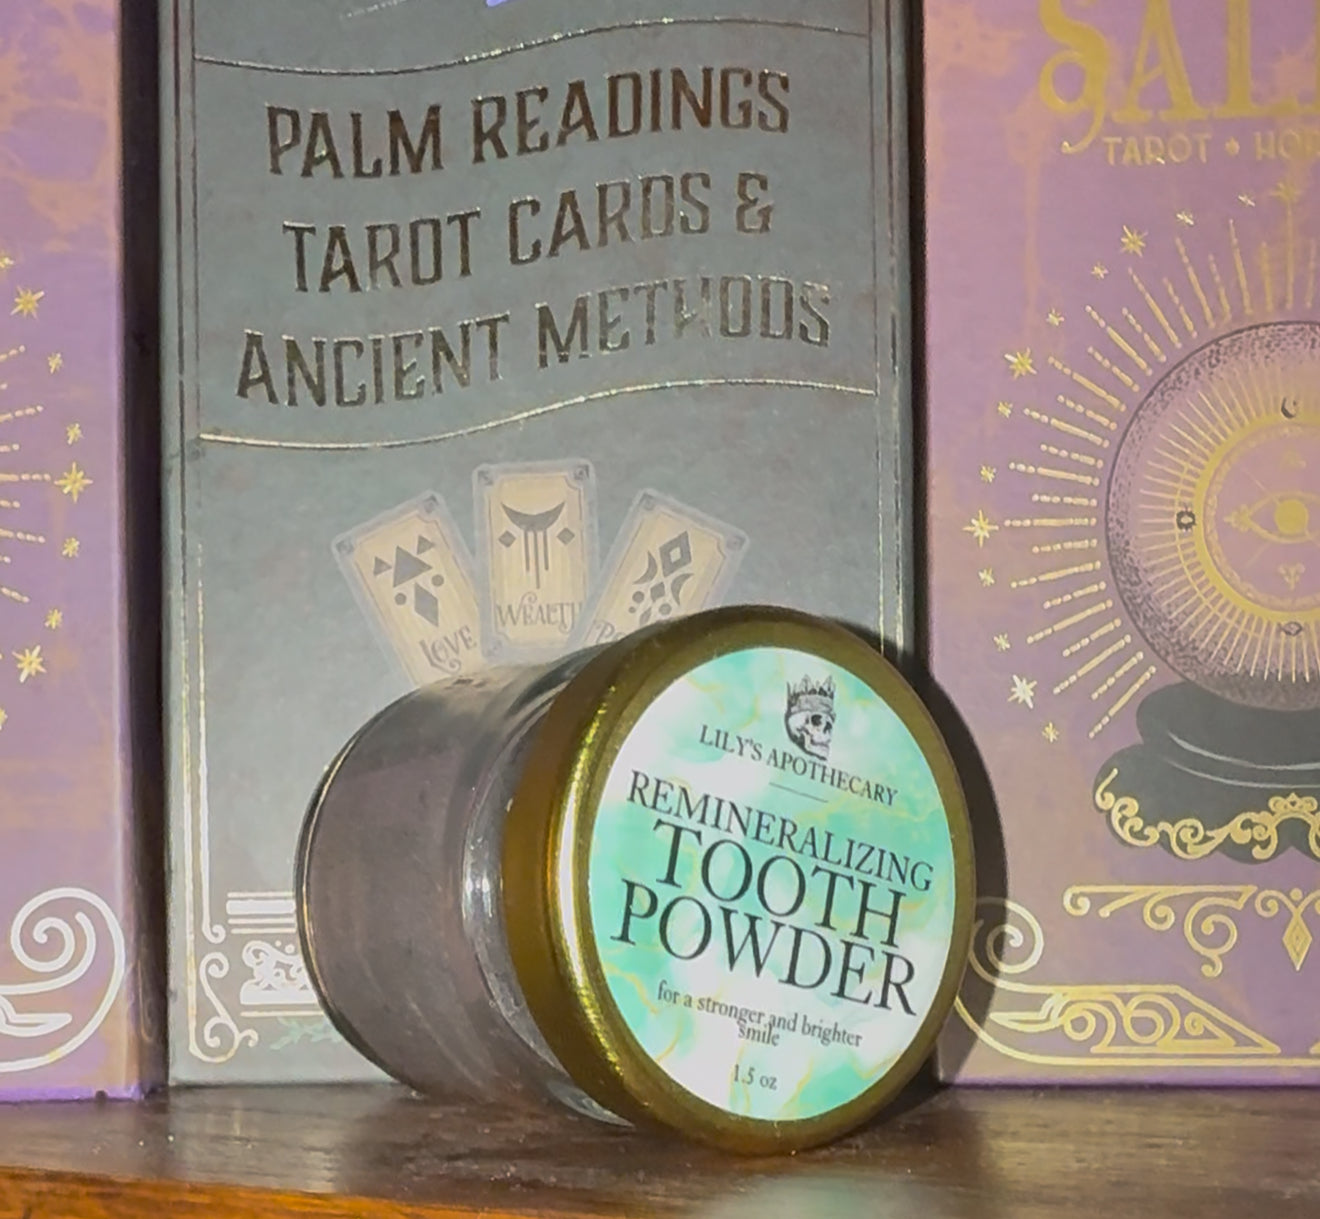 PALM READINGS
TAROT CARDS &
ANCIENT METHODS
LOVE
WEALTH
TAROT
LILY'S APOTHECARY
REMINERALIZING
TOOTH
POWDER
for a stronger and brighter
smile
1.5 oz